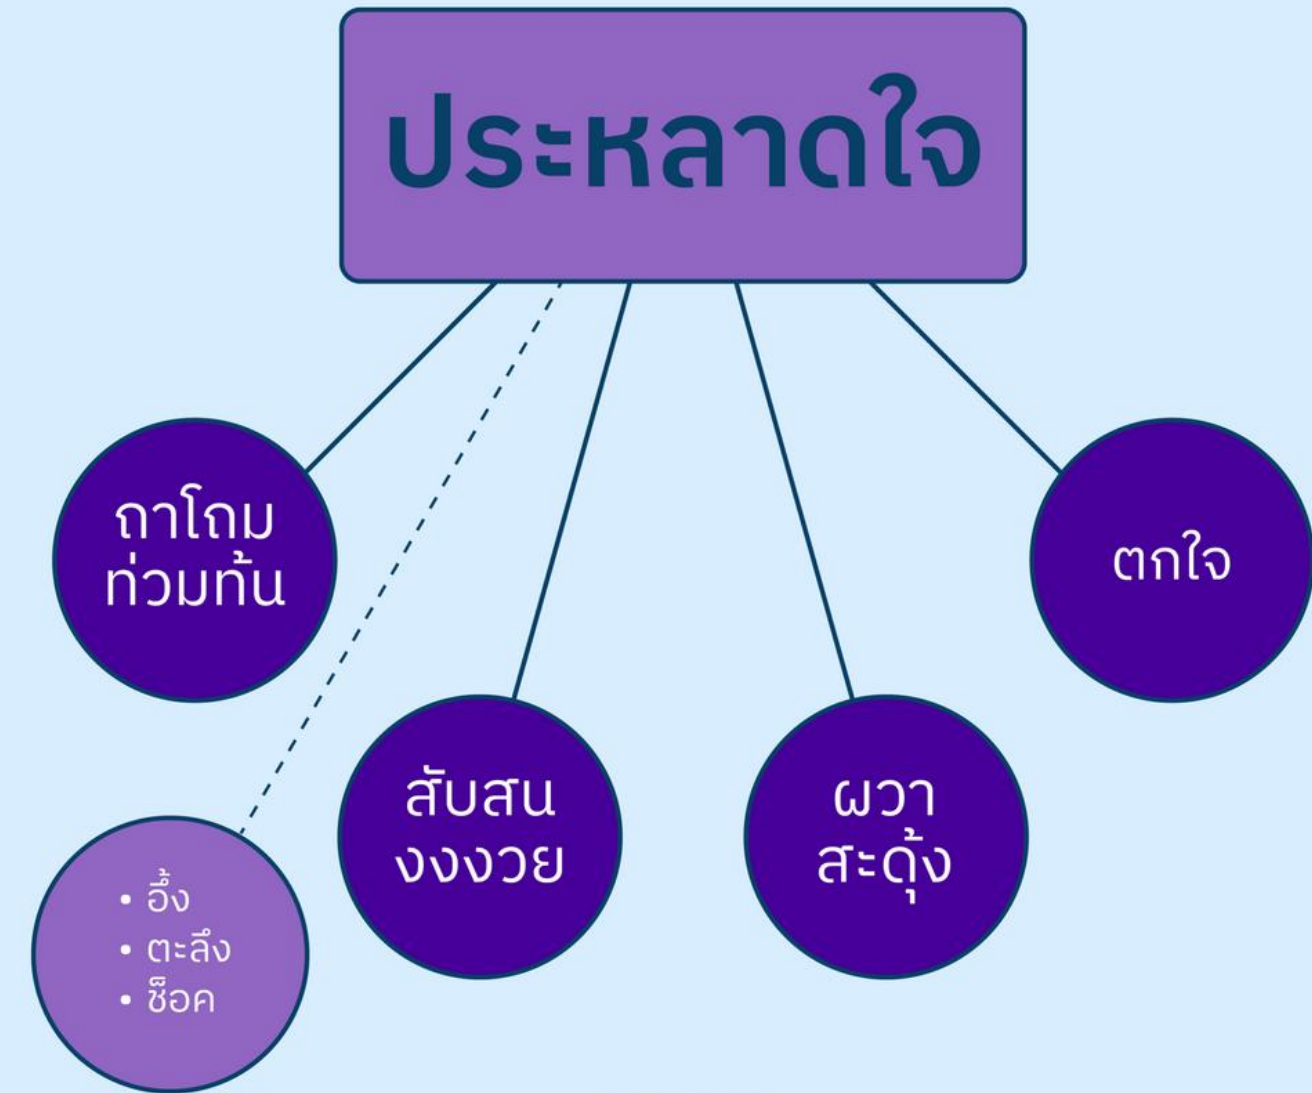 ประหลาดใจ
ถาโถม
ท่วมท้น
ตกใจ
สับสน
งงงวย
ผวา
สะดุ้ง
• อึ้ง
• ตะลึง
• ช็อค